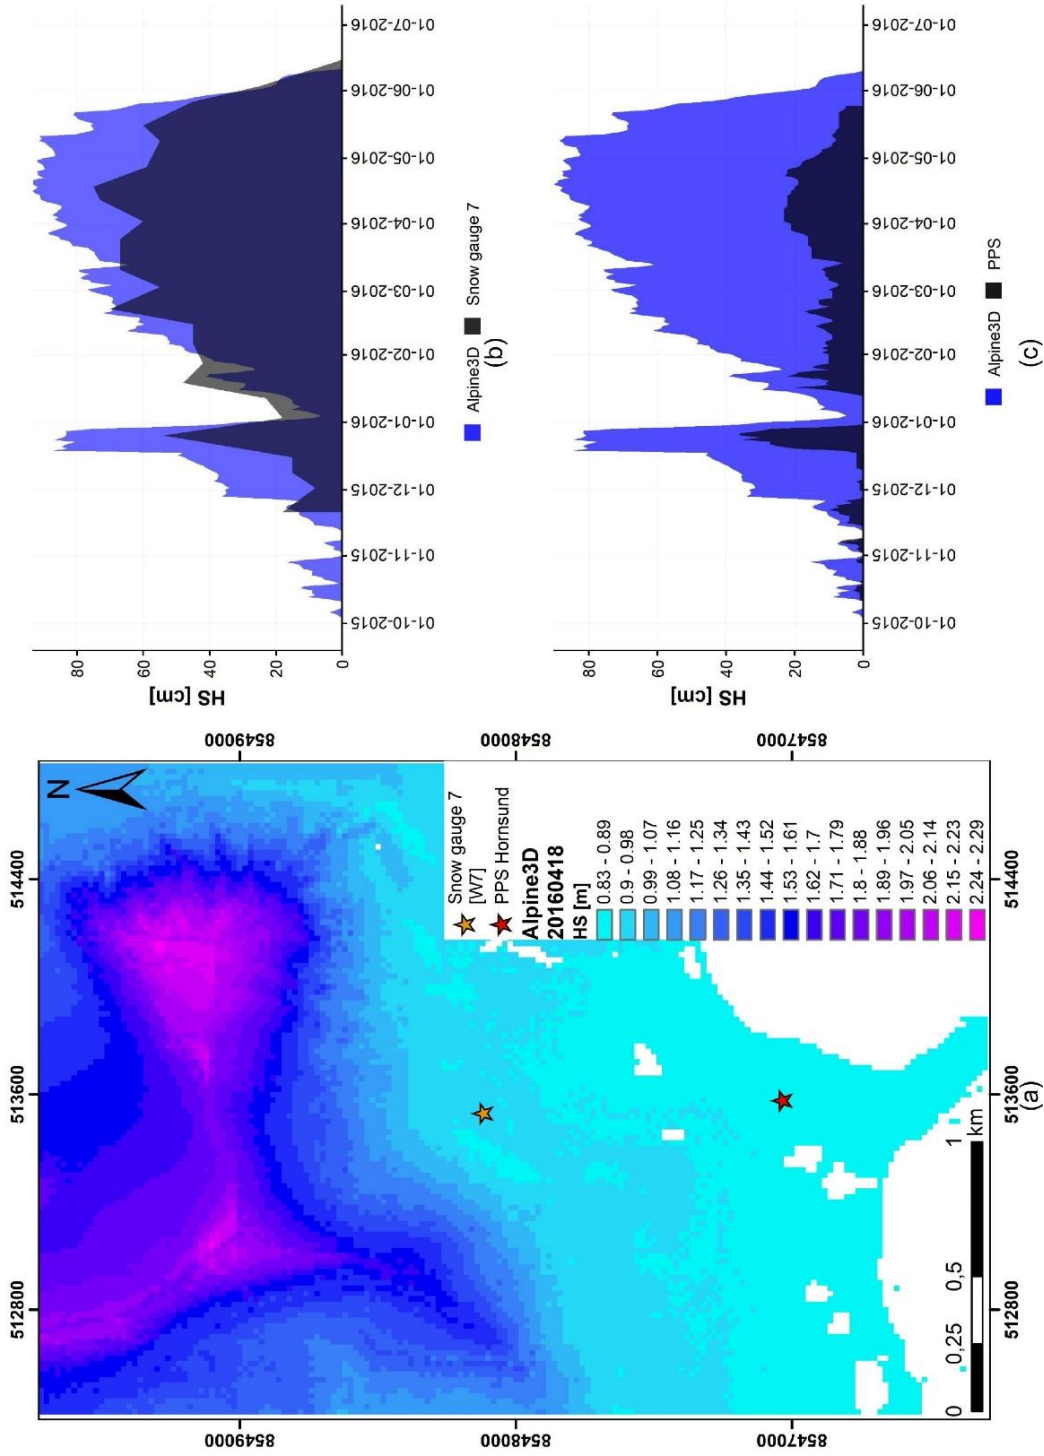 512800
513600
514400
8549000
8548000
8547000
8549000
8548000
8547000
N
Snow gauge 7
[W7]
PPS Hornsund
Alpine3D
20160418
HS [m]
0.83 - 0.89
0.9 - 0.98
0.99 - 1.07
1.08 - 1.16
1.17 - 1.25
1.26 - 1.34
1.35 - 1.43
1.44 - 1.52
1.53 - 1.61
1.62 - 1.7
1.71 - 1.79
1.8 - 1.88
1.89 - 1.96
1.97 - 2.05
2.06 - 2.14
2.15 - 2.23
2.24 - 2.29
0 0,25 0,5 1
km
512800
513600
514400
(a)
HS [cm]
80
60
40
20
0
01-10-2015
01-11-2015
01-12-2015
01-01-2016
01-02-2016
01-03-2016
01-04-2016
01-05-2016
01-06-2016
01-07-2016
Alpine3D Snow gauge 7
(b)
HS [cm]
80
60
40
20
0
01-10-2015
01-11-2015
01-12-2015
01-01-2016
01-02-2016
01-03-2016
01-04-2016
01-05-2016
01-06-2016
01-07-2016
Alpine3D PPS
(c)